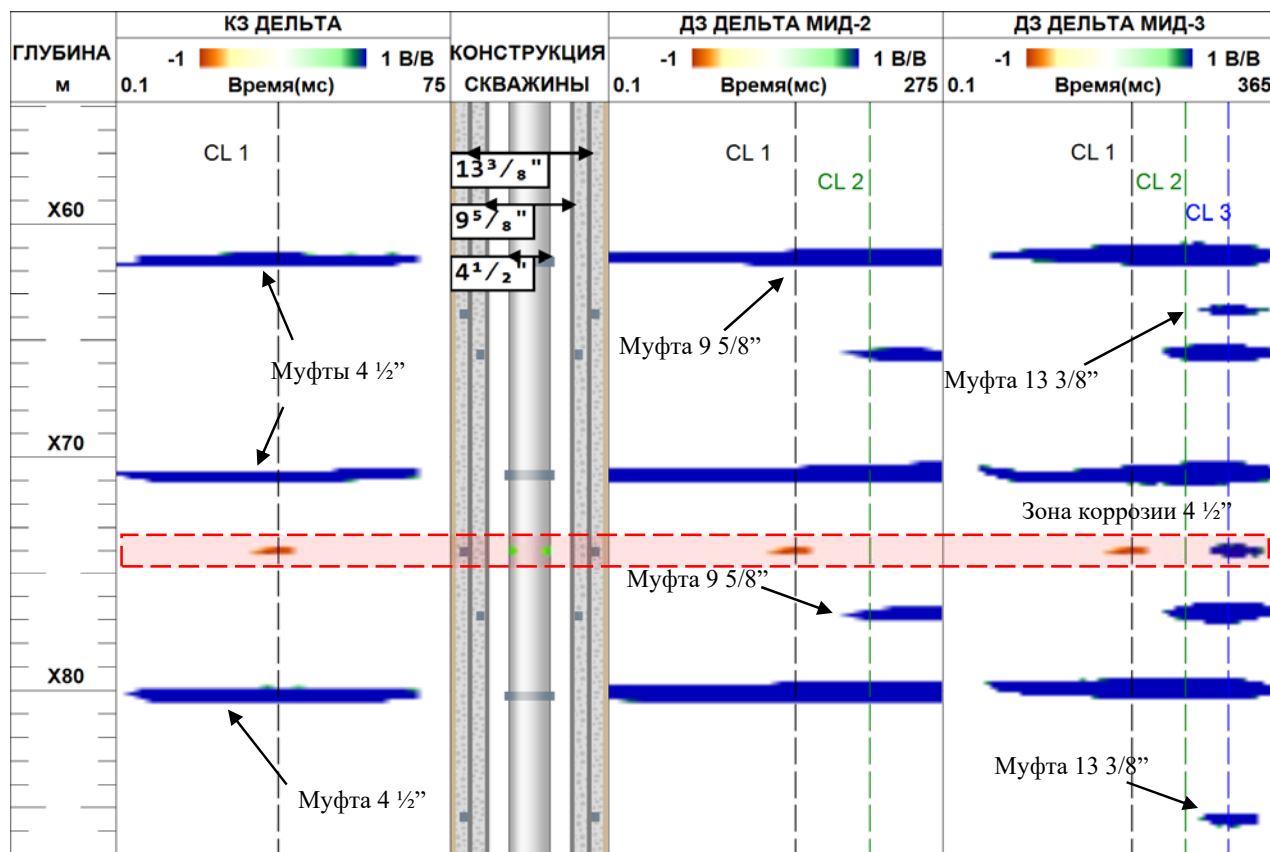 ГЛУБИНА
м
КЗ ДЕЛЬТА
-1 1 В/В
0.1 Время(мс) 75
КОНСТРУКЦИЯ
СКВАЖИНЫ
ДЗ ДЕЛЬТА МИД-2
-1 1 В/В
0.1 Время(мс) 275
ДЗ ДЕЛЬТА МИД-3
-1 1 В/В
0.1 Время(мс) 365
CL 1
CL 1
CL 2
CL 1
CL 2
CL 3
13³/₈"
9⁵/₈"
4¹/₂"
X60
X70
X80
Муфты 4 ½”
Муфта 9 5/8”
Муфта 13 3/8”
Зона коррозии 4 ½”
Муфта 9 5/8”
Муфта 4 ½”
Муфта 13 3/8”